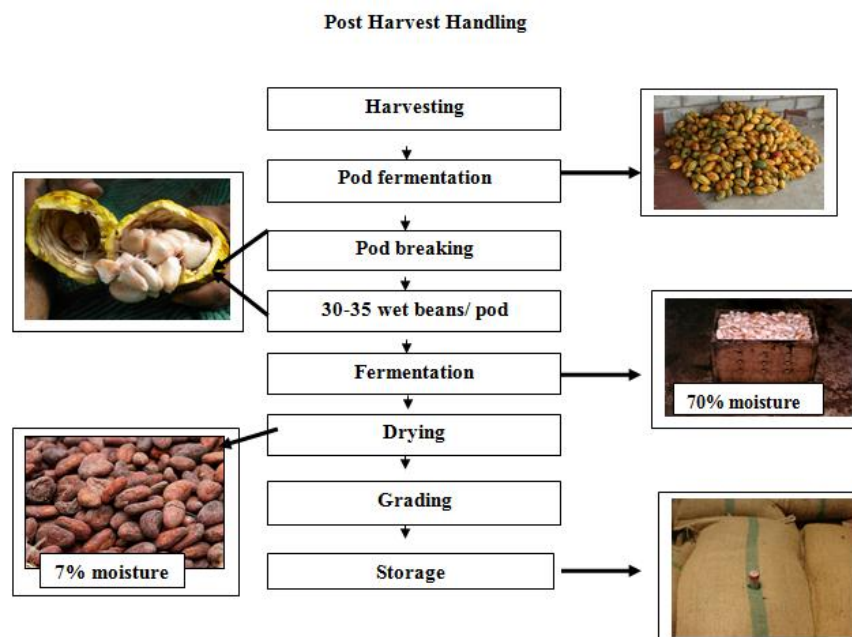 Post Harvest Handling
Harvesting
Pod fermentation
Pod breaking
30-35 wet beans/ pod
Fermentation
70% moisture
Drying
Grading
7% moisture
Storage